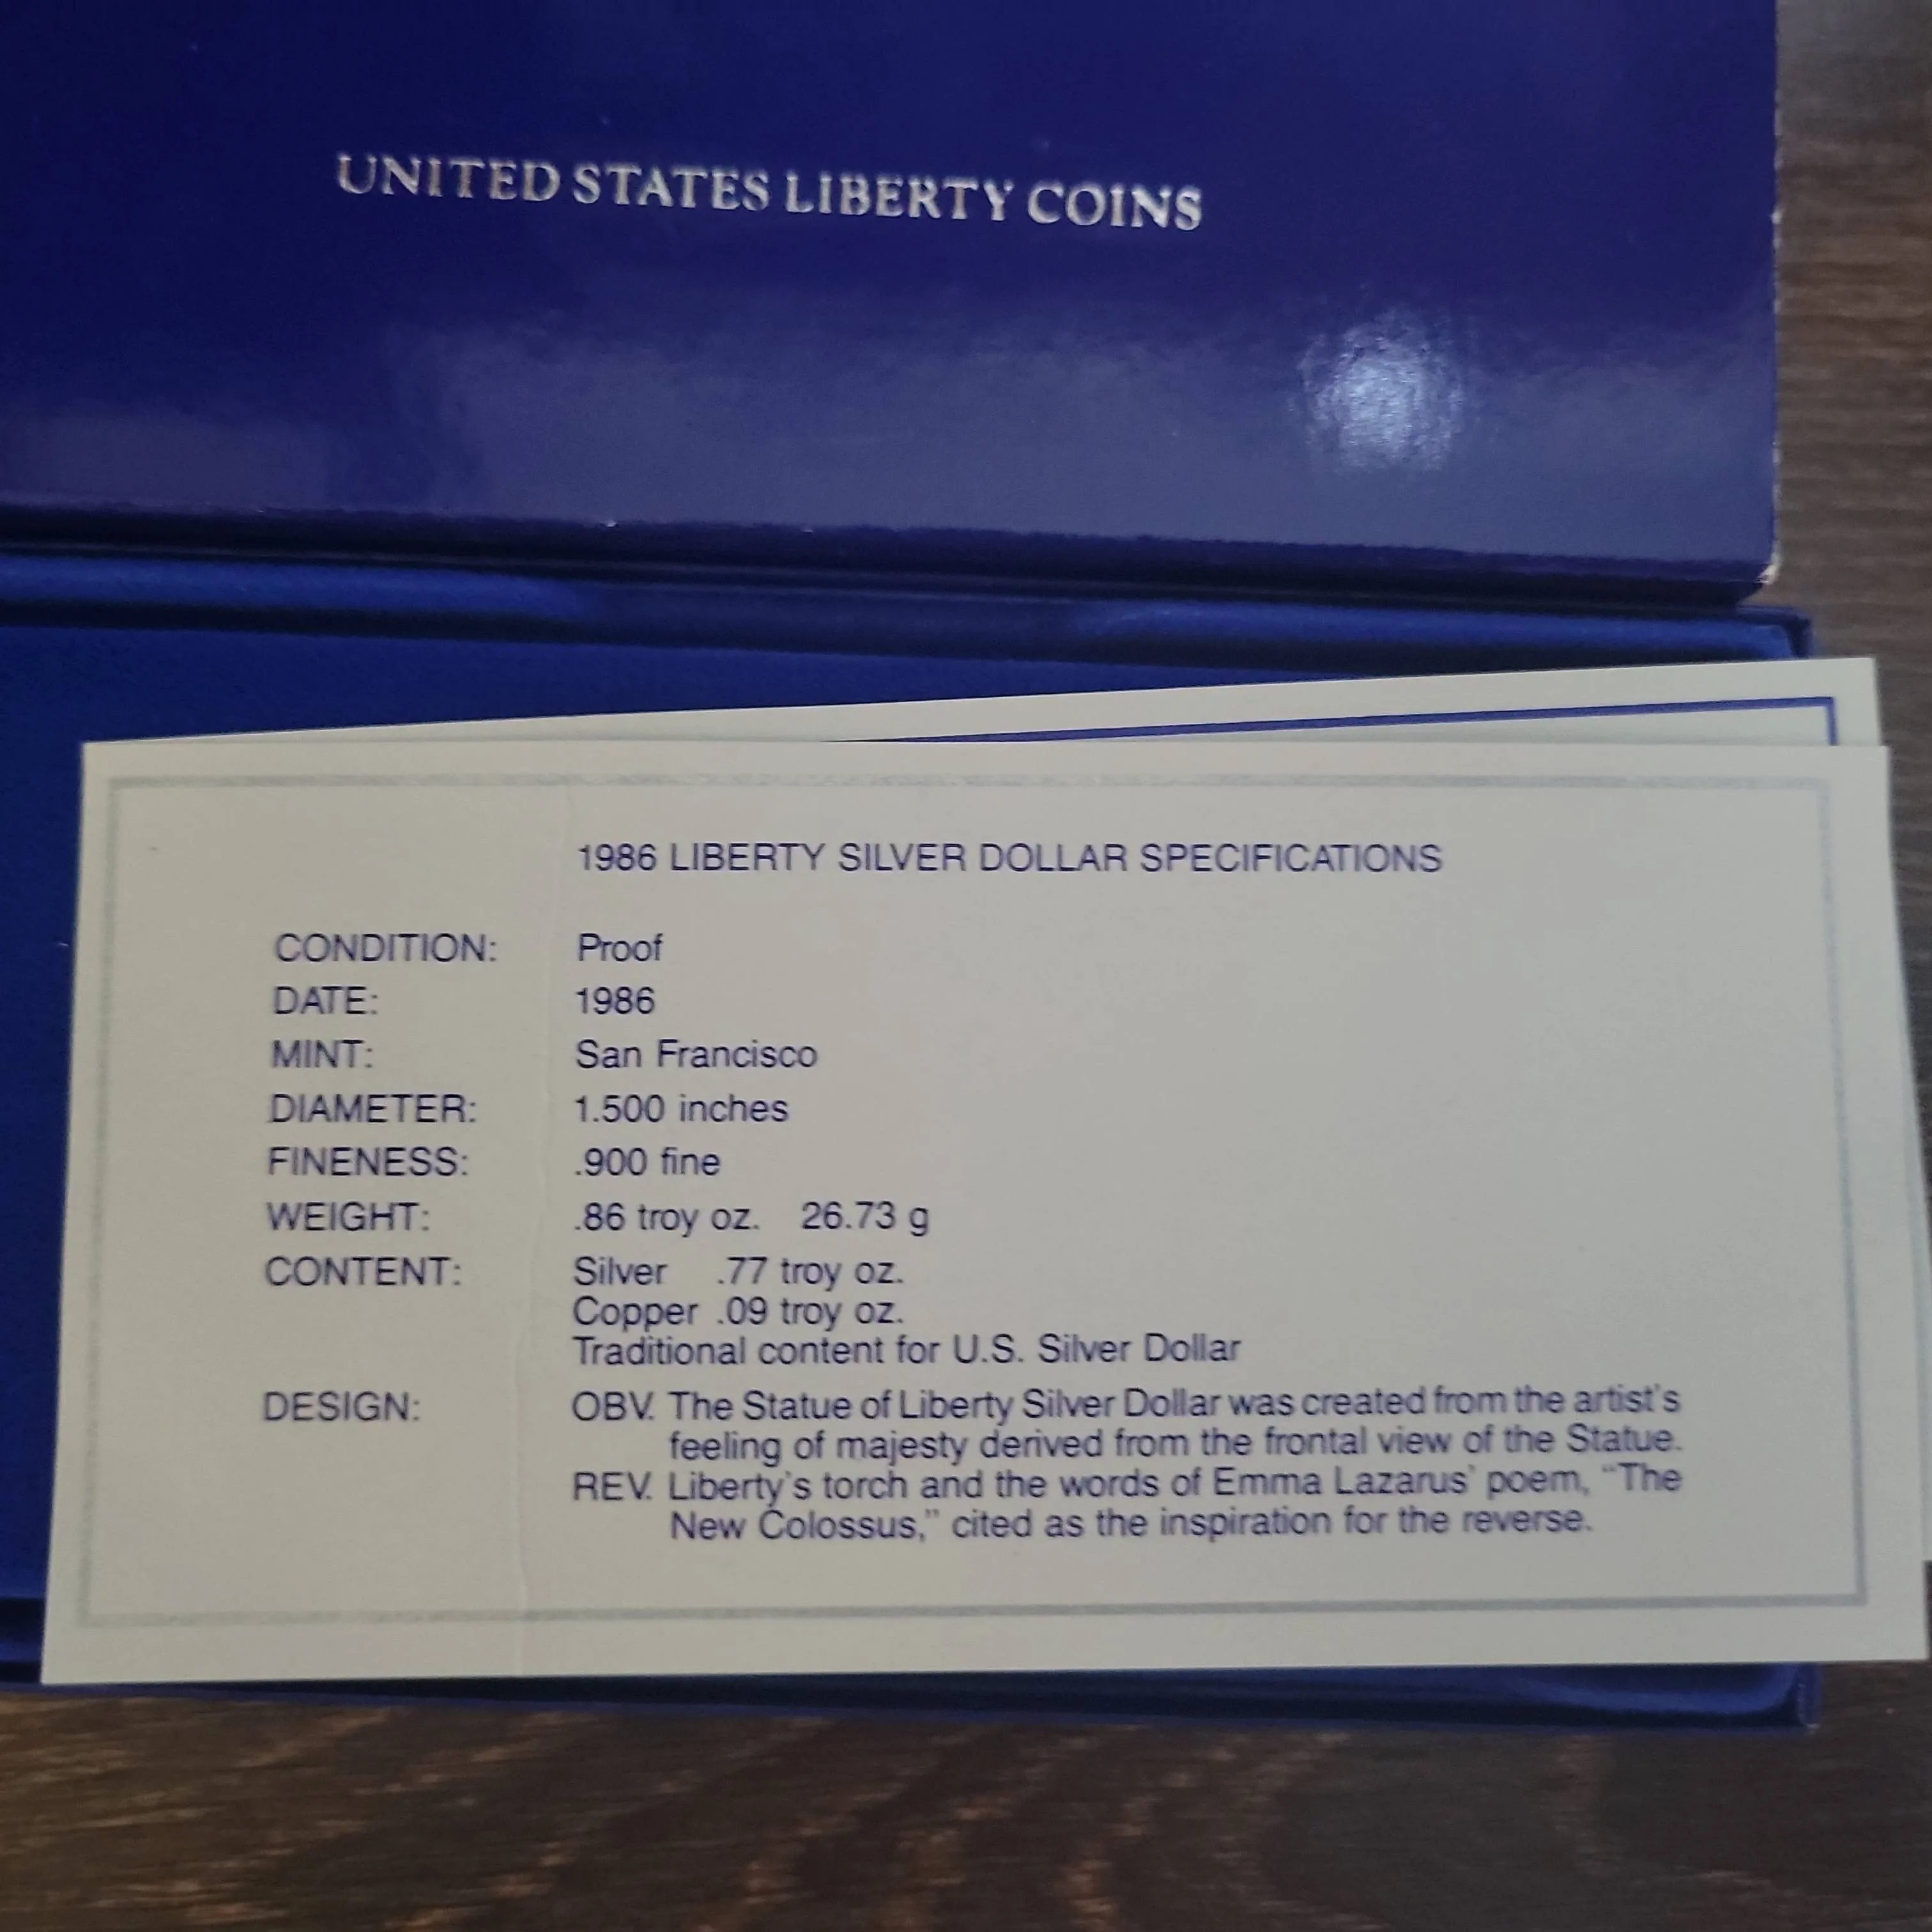 UNITED STATES LIBERTY COINS
1986 LIBERTY SILVER DOLLAR SPECIFICATIONS
CONDITION: Proof
DATE: 1986
MINT: San Francisco
DIAMETER: 1.500 inches
FINENESS: .900 fine
WEIGHT: .86 troy oz. 26.73 g
CONTENT: Silver .77 troy oz.
Copper .09 troy oz.
Traditional content for U.S. Silver Dollar
DESIGN: OBV. The Statue of Liberty Silver Dollar was created from the artist's
feeling of majesty derived from the frontal view of the Statue.
REV. Liberty's torch and the words of Emma Lazarus' poem, "The
New Colossus," cited as the inspiration for the reverse.